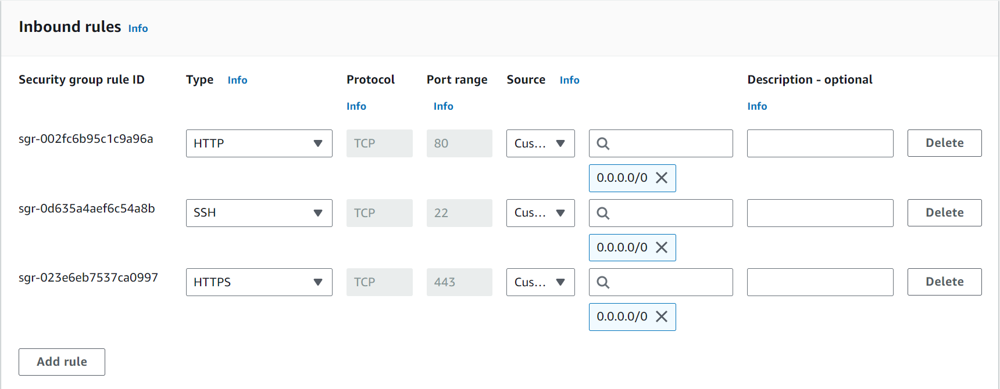 Inbound rules Info
Security group rule ID Type Info Protocol Port range Source Info Description - optional
Info Info Info
sgr-002fc6b95c1c9a96a HTTP TCP 80 Cus... Delete
0.0.0.0/0
sgr-0d635a4aef6c54a8b SSH TCP 22 Cus... Delete
0.0.0.0/0
sgr-023e6eb7537ca0997 HTTPS TCP 443 Cus... Delete
0.0.0.0/0
Add rule